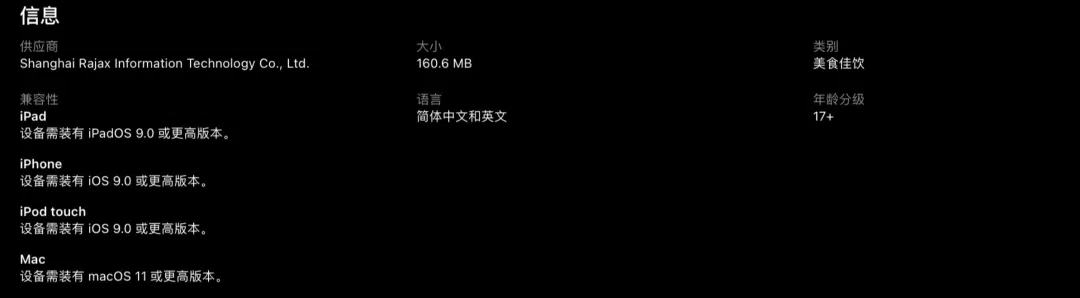 信息
供应商
Shanghai Rajax Information Technology Co., Ltd.
大小
160.6 MB
类别
美食佳饮
兼容性
iPad
设备需装有 iPadOS 9.0 或更高版本。
iPhone
设备需装有 iOS 9.0 或更高版本。
iPod touch
设备需装有 iOS 9.0 或更高版本。
Mac
设备需装有 macOS 11 或更高版本。
语言
简体中文和英文
年龄分级
17+